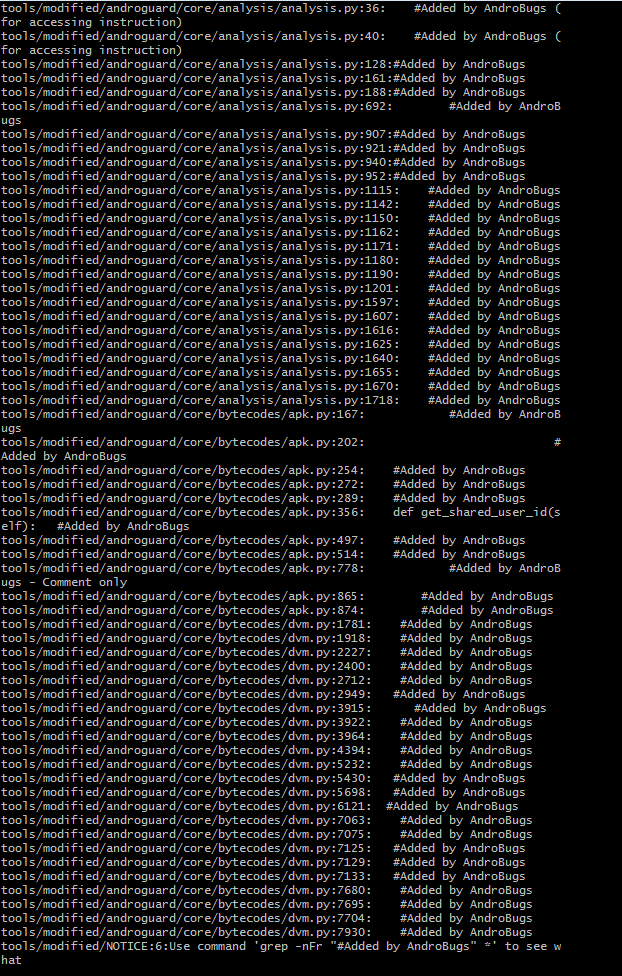 tools/modified/androguard/core/analysis/analysis.py:36:    #Added by AndroBugs (
for accessing instruction)
tools/modified/androguard/core/analysis/analysis.py:40:    #Added by AndroBugs (
for accessing instruction)
tools/modified/androguard/core/analysis/analysis.py:128:#Added by AndroBugs
tools/modified/androguard/core/analysis/analysis.py:161:#Added by AndroBugs
tools/modified/androguard/core/analysis/analysis.py:188:#Added by AndroBugs
tools/modified/androguard/core/analysis/analysis.py:692:        #Added by AndroB
ugs
tools/modified/androguard/core/analysis/analysis.py:907:#Added by AndroBugs
tools/modified/androguard/core/analysis/analysis.py:921:#Added by AndroBugs
tools/modified/androguard/core/analysis/analysis.py:940:#Added by AndroBugs
tools/modified/androguard/core/analysis/analysis.py:952:#Added by AndroBugs
tools/modified/androguard/core/analysis/analysis.py:1115:    #Added by AndroBugs
tools/modified/androguard/core/analysis/analysis.py:1142:    #Added by AndroBugs
tools/modified/androguard/core/analysis/analysis.py:1150:    #Added by AndroBugs
tools/modified/androguard/core/analysis/analysis.py:1162:    #Added by AndroBugs
tools/modified/androguard/core/analysis/analysis.py:1171:    #Added by AndroBugs
tools/modified/androguard/core/analysis/analysis.py:1180:    #Added by AndroBugs
tools/modified/androguard/core/analysis/analysis.py:1190:    #Added by AndroBugs
tools/modified/androguard/core/analysis/analysis.py:1201:    #Added by AndroBugs
tools/modified/androguard/core/analysis/analysis.py:1597:    #Added by AndroBugs
tools/modified/androguard/core/analysis/analysis.py:1607:    #Added by AndroBugs
tools/modified/androguard/core/analysis/analysis.py:1616:    #Added by AndroBugs
tools/modified/androguard/core/analysis/analysis.py:1625:    #Added by AndroBugs
tools/modified/androguard/core/analysis/analysis.py:1640:    #Added by AndroBugs
tools/modified/androguard/core/analysis/analysis.py:1655:    #Added by AndroBugs
tools/modified/androguard/core/analysis/analysis.py:1670:    #Added by AndroBugs
tools/modified/androguard/core/analysis/analysis.py:1718:    #Added by AndroBugs
tools/modified/androguard/core/bytecodes/apk.py:167:            #Added by AndroB
ugs
tools/modified/androguard/core/bytecodes/apk.py:202:                           #
Added by AndroBugs
tools/modified/androguard/core/bytecodes/apk.py:254:    #Added by AndroBugs
tools/modified/androguard/core/bytecodes/apk.py:272:    #Added by AndroBugs
tools/modified/androguard/core/bytecodes/apk.py:289:    #Added by AndroBugs
tools/modified/androguard/core/bytecodes/apk.py:356:    def get_shared_user_id(s
elf):   #Added by AndroBugs
tools/modified/androguard/core/bytecodes/apk.py:497:    #Added by AndroBugs
tools/modified/androguard/core/bytecodes/apk.py:514:    #Added by AndroBugs
tools/modified/androguard/core/bytecodes/apk.py:778:            #Added by AndroB
ugs - Comment only
tools/modified/androguard/core/bytecodes/apk.py:865:        #Added by AndroBugs
tools/modified/androguard/core/bytecodes/apk.py:874:        #Added by AndroBugs
tools/modified/androguard/core/bytecodes/dvm.py:1781:    #Added by AndroBugs
tools/modified/androguard/core/bytecodes/dvm.py:1918:    #Added by AndroBugs
tools/modified/androguard/core/bytecodes/dvm.py:2227:    #Added by AndroBugs
tools/modified/androguard/core/bytecodes/dvm.py:2400:    #Added by AndroBugs
tools/modified/androguard/core/bytecodes/dvm.py:2712:    #Added by AndroBugs
tools/modified/androguard/core/bytecodes/dvm.py:2949:   #Added by AndroBugs
tools/modified/androguard/core/bytecodes/dvm.py:3915:      #Added by AndroBugs
tools/modified/androguard/core/bytecodes/dvm.py:3922:    #Added by AndroBugs
tools/modified/androguard/core/bytecodes/dvm.py:3964:    #Added by AndroBugs
tools/modified/androguard/core/bytecodes/dvm.py:4394:    #Added by AndroBugs
tools/modified/androguard/core/bytecodes/dvm.py:5232:    #Added by AndroBugs
tools/modified/androguard/core/bytecodes/dvm.py:5430:   #Added by AndroBugs
tools/modified/androguard/core/bytecodes/dvm.py:5698:   #Added by AndroBugs
tools/modified/androguard/core/bytecodes/dvm.py:6121:  #Added by AndroBugs
tools/modified/androguard/core/bytecodes/dvm.py:7063:    #Added by AndroBugs
tools/modified/androguard/core/bytecodes/dvm.py:7075:    #Added by AndroBugs
tools/modified/androguard/core/bytecodes/dvm.py:7125:   #Added by AndroBugs
tools/modified/androguard/core/bytecodes/dvm.py:7129:   #Added by AndroBugs
tools/modified/androguard/core/bytecodes/dvm.py:7133:   #Added by AndroBugs
tools/modified/androguard/core/bytecodes/dvm.py:7680:    #Added by AndroBugs
tools/modified/androguard/core/bytecodes/dvm.py:7695:    #Added by AndroBugs
tools/modified/androguard/core/bytecodes/dvm.py:7704:    #Added by AndroBugs
tools/modified/androguard/core/bytecodes/dvm.py:7930:    #Added by AndroBugs
tools/modified/NOTICE:6:Use command 'grep -nFr "#Added by AndroBugs" *' to see w
hat